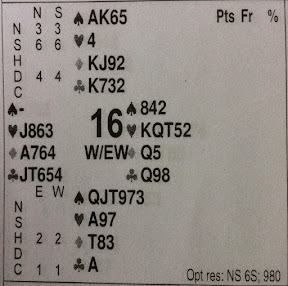 N S ♠AK65 Pts Fr %
N 3 3 ♥4
S 6 6
H ♦KJ92
D 4 4 ♣K732
C
♠- ♠842
♥J863 16 ♥KQT52
♦A764 W/EW ♦Q5
♣JT654 ♣Q98
E W ♠QJT973
N ♥A97
S
H 2 2 ♦T83
D ♣A
C 1 1 Opt res: NS 6S; 980